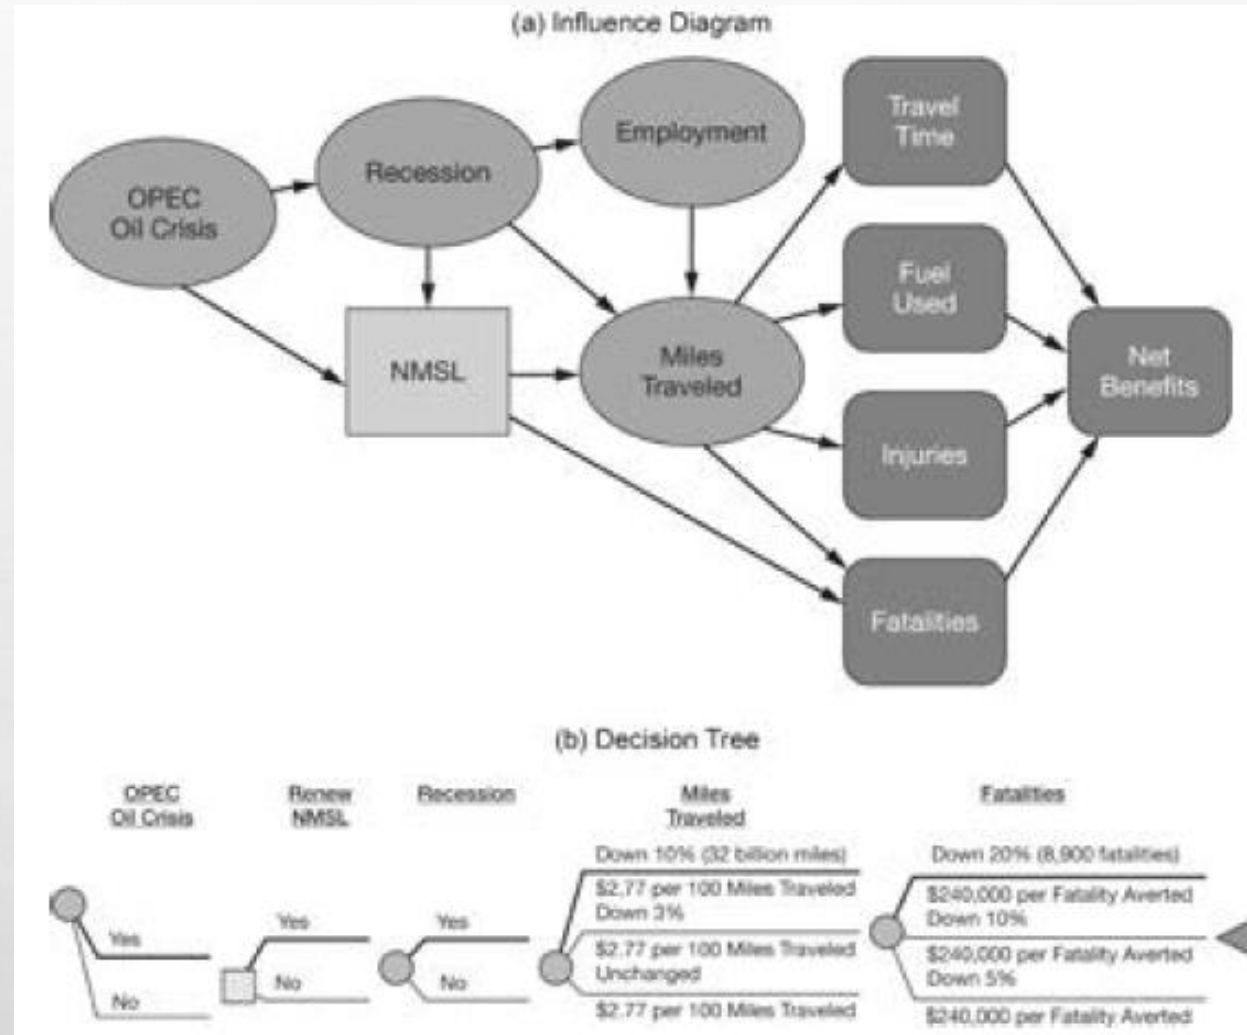 (a) Influence Diagram
OPEC
Oil Crisis
Recession
Employment
Travel
Time
Fuel
Used
NMSL
Miles
Traveled
Injuries
Net
Benefits
Fatalities
(b) Decision Tree
OPEC
Oil Crisis
Renew
NMSL
Recession
Miles
Traveled
Fatalities
Yes
No
Yes
No
Yes
No
Down 10% (32 billion miles)
$2.77 per 100 Miles Traveled
Down 3%
$2.77 per 100 Miles Traveled
Unchanged
$2.77 per 100 Miles Traveled
Down 20% (8,900 fatalities)
$240,000 per Fatality Averted
Down 10%
$240,000 per Fatality Averted
Down 5%
$240,000 per Fatality Averted